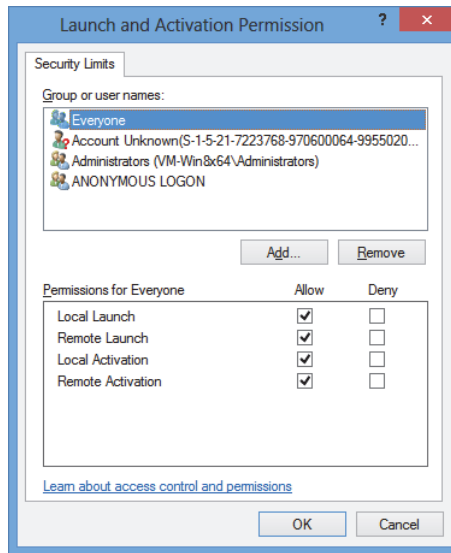 Launch and Activation Permission
?
x
Security Limits
Group or user names:
Everyone
Account Unknown(S-1-5-21-7223768-970600064-9955020...
Administrators (VM-Win8x64\Administrators)
ANONYMOUS LOGON
Add... Remove
Permissions for Everyone Allow Deny
Local Launch
Remote Launch
Local Activation
Remote Activation
Learn about access control and permissions
OK Cancel